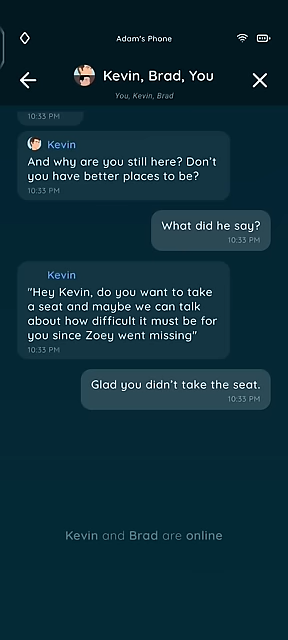 Adam's Phone
Kevin, Brad, You
You, Kevin, Brad
10:33 PM
Kevin
And why are you still here? Don't
you have better places to be?
10:33 PM
What did he say?
10:33 PM
Kevin
"Hey Kevin, do you want to take
a seat and maybe we can talk
about how difficult it must be for
you since Zoey went missing"
10:33 PM
Glad you didn't take the seat.
10:33 PM
Kevin and Brad are online